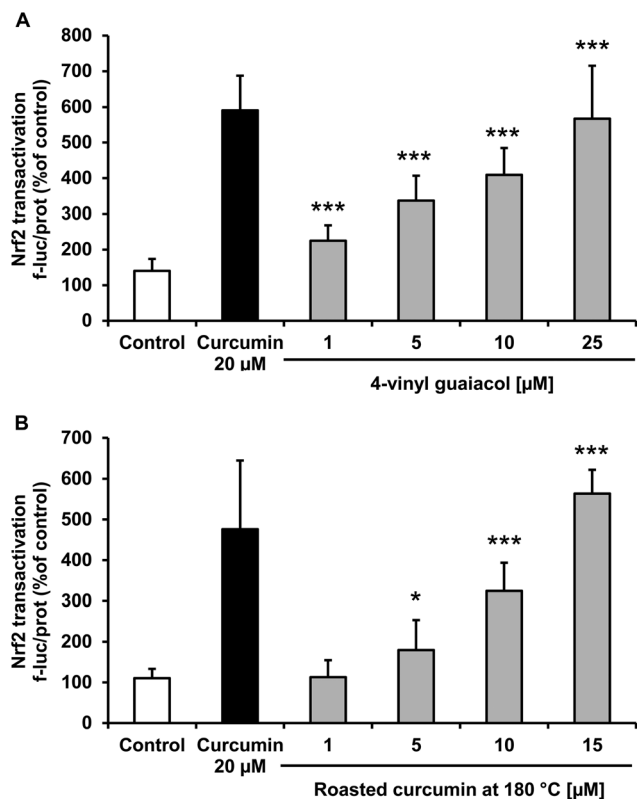 A
Nrf2 transactivation
f-luc/prot (%of control)
800
700
600
500
400
300
200
100
0
***
***
***
***
Control
Curcumin
20 µM
1
5
10
25
4-vinyl guaiacol [µM]
B
Nrf2 transactivation
f-luc/prot (%of control)
700
600
500
400
300
200
100
0
*
***
***
Control
Curcumin
20 µM
1
5
10
15
Roasted curcumin at 180 °C [µM]